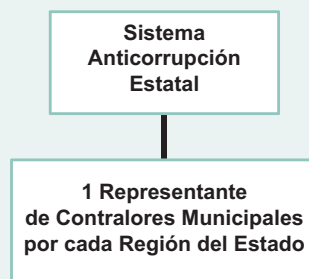 Sistema
Anticorrupción
Estatal
1 Representante
de Contralores Municipales
por cada Región del Estado